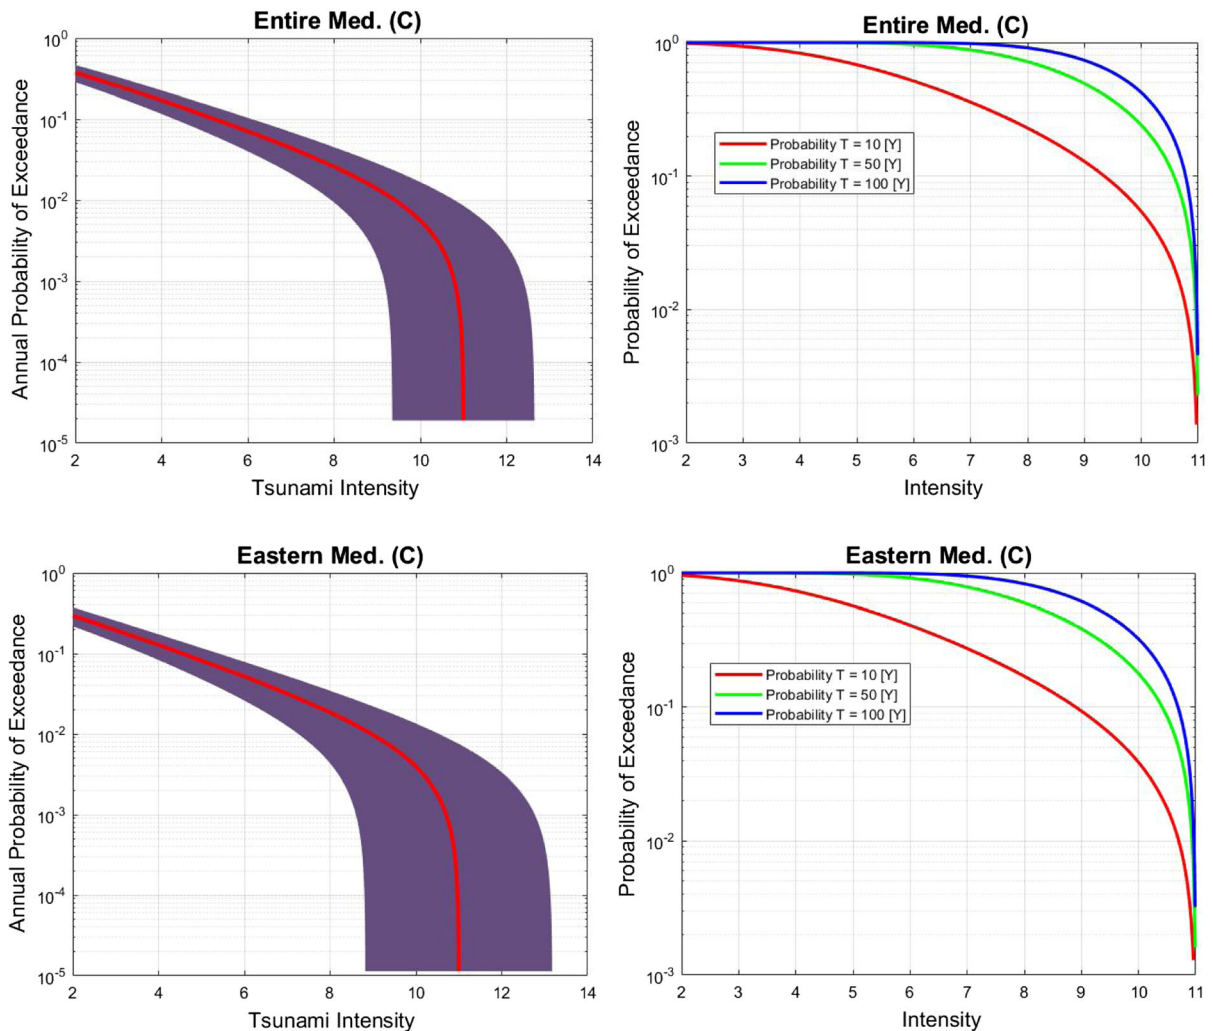 Entire Med. (C)
10^0
10^-1
10^-2
10^-3
10^-4
10^-5
Annual Probability of Exceedance
2 4 6 8 10 12 14
Tsunami Intensity
Entire Med. (C)
10^0
10^-1
10^-2
10^-3
Probability of Exceedance
Probability T = 10 [Y]
Probability T = 50 [Y]
Probability T = 100 [Y]
2 3 4 5 6 7 8 9 10 11
Intensity
Eastern Med. (C)
10^0
10^-1
10^-2
10^-3
10^-4
10^-5
Annual Probability of Exceedance
2 4 6 8 10 12 14
Tsunami Intensity
Eastern Med. (C)
10^0
10^-1
10^-2
10^-3
Probability of Exceedance
Probability T = 10 [Y]
Probability T = 50 [Y]
Probability T = 100 [Y]
2 3 4 5 6 7 8 9 10 11
Intensity